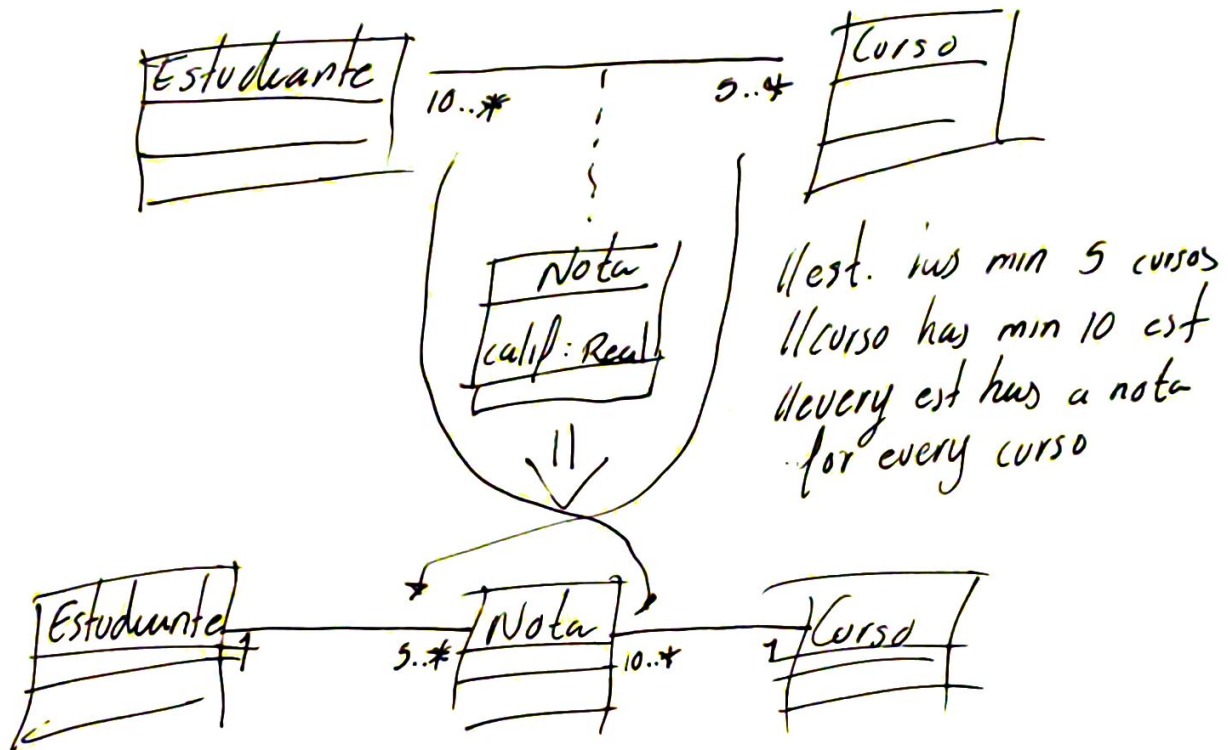 Estudiante
Curso
10..*
5..*
Nota
calif: Real
//est. has min 5 cursos
//curso has min 10 est
//every est has a nota
for every curso
Estudiante
1
5..*
Nota
10..*
1
Curso